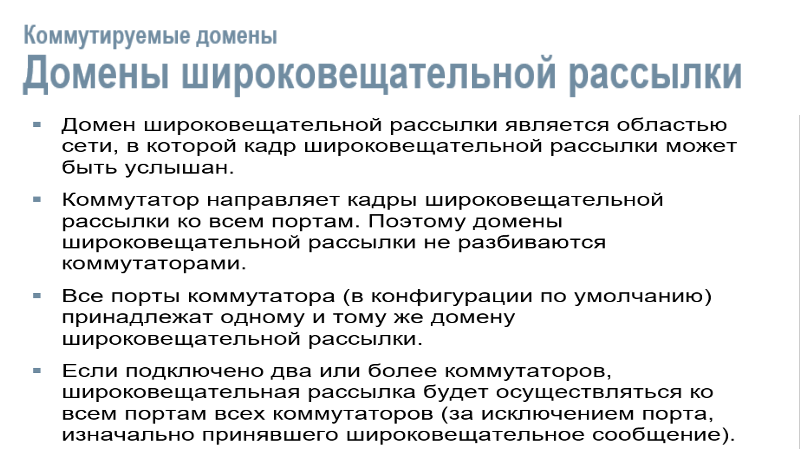 Коммутируемые домены
Домены широковещательной рассылки
- Домен широковещательной рассылки является областью
сети, в которой кадр широковещательной рассылки может
быть услышан.
- Коммутатор направляет кадры широковещательной
рассылки ко всем портам. Поэтому домены
широковещательной рассылки не разбиваются
коммутаторами.
- Все порты коммутатора (в конфигурации по умолчанию)
принадлежат одному и тому же домену
широковещательной рассылки.
- Если подключено два или более коммутаторов,
широковещательная рассылка будет осуществляться ко
всем портам всех коммутаторов (за исключением порта,
изначально принявшего широковещательное сообщение).